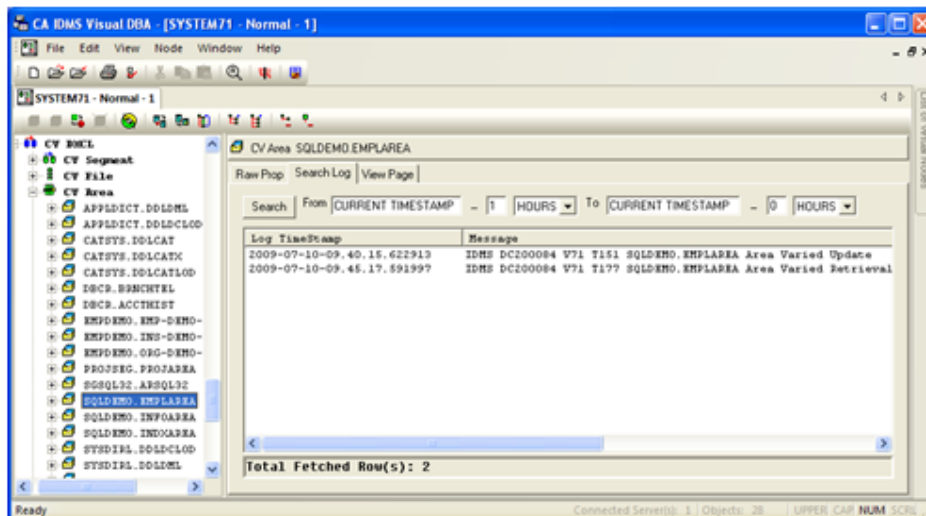 CA IDMS Visual DBA - [SYSTEM71 - Normal - 1]
File Edit View Node Window Help
SYSTEM71 - Normal - 1
CV DMCL
CV Segment
CV File
CV Area
APPLDICT.DDLDML
APPLDICT.DDLDCLOD
CATSYS.DDLCAT
CATSYS.DDLCATX
CATSYS.DDLCATLOD
DBCR.BRNCHTEL
DBCR.ACCTHIST
EMPDEMO.EMP-DEMO-
EMPDEMO.INS-DEMO-
EMPDEMO.ORG-DEMO-
PROJSEG.PROJAREA
SGSQL32.ARSQL32
SQLDEMO.EMPLAREA
SQLDEMO.INFOAREA
SQLDEMO.INDXAREA
SYSDIRL.DDLDCLOD
SYSDIRL.DDLDML
CV Area SQLDEMO.EMPLAREA
Raw Prop Search Log View Page
Search From CURRENT TIMESTAMP - 1 HOURS To CURRENT TIMESTAMP - 0 HOURS
Log TimeStamp Message
2009-07-10-09.40.15.622913 IDMS DC200084 V71 T151 SQLDEMO.EMPLAREA Area Varied Update
2009-07-10-09.45.17.591997 IDMS DC200084 V71 T177 SQLDEMO.EMPLAREA Area Varied Retrieval
Total Fetched Row(s): 2
Ready Connected Server(s): 1 Objects: 28 UPPER CAP NUM SCRL